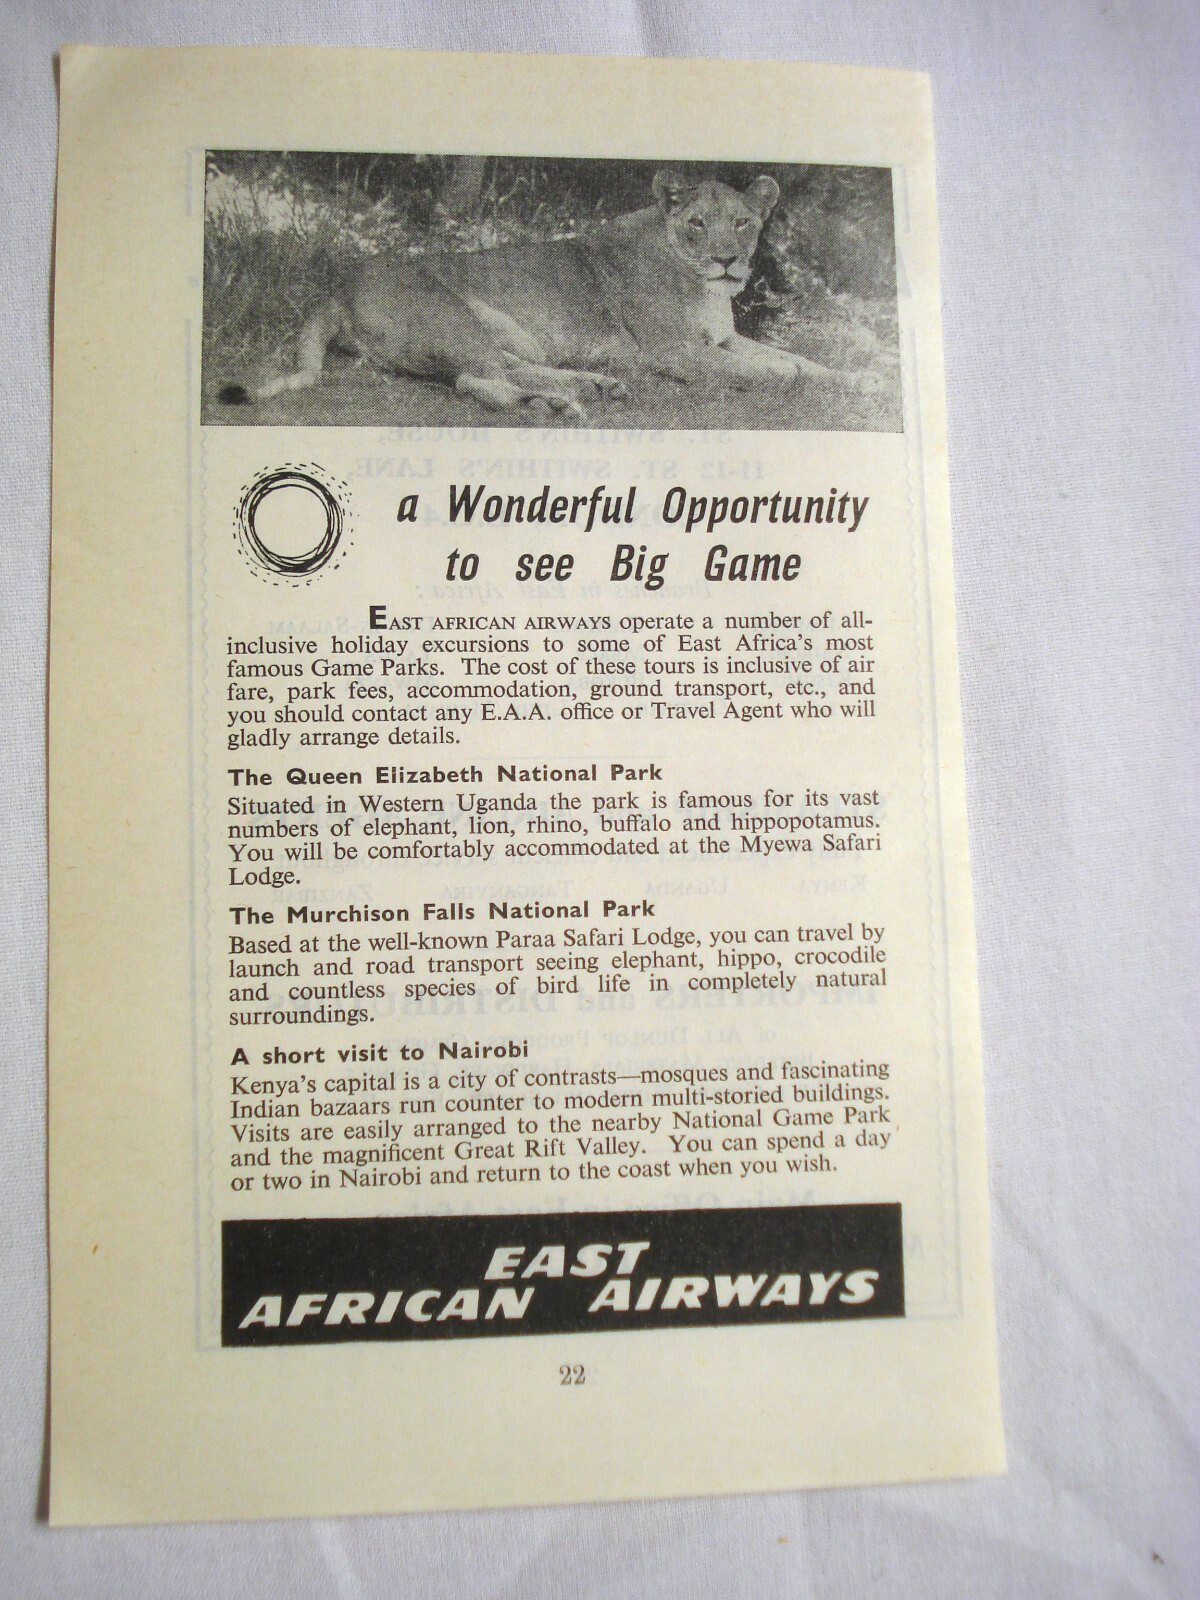 a Wonderful Opportunity
to see Big Game
EAST AFRICAN AIRWAYS operate a number of all-
inclusive holiday excursions to some of East Africa's most
famous Game Parks. The cost of these tours is inclusive of air
fare, park fees, accommodation, ground transport, etc., and
you should contact any E.A.A. office or Travel Agent who will
gladly arrange details.
The Queen Elizabeth National Park
Situated in Western Uganda the park is famous for its vast
numbers of elephant, lion, rhino, buffalo and hippopotamus.
You will be comfortably accommodated at the Myewa Safari
Lodge.
The Murchison Falls National Park
Based at the well-known Paraa Safari Lodge, you can travel by
launch and road transport seeing elephant, hippo, crocodile
and countless species of bird life in completely natural
surroundings.
A short visit to Nairobi
Kenya's capital is a city of contrasts—mosques and fascinating
Indian bazaars run counter to modern multi-storied buildings.
Visits are easily arranged to the nearby National Game Park
and the magnificent Great Rift Valley. You can spend a day
or two in Nairobi and return to the coast when you wish.
EAST
AFRICAN AIRWAYS
22